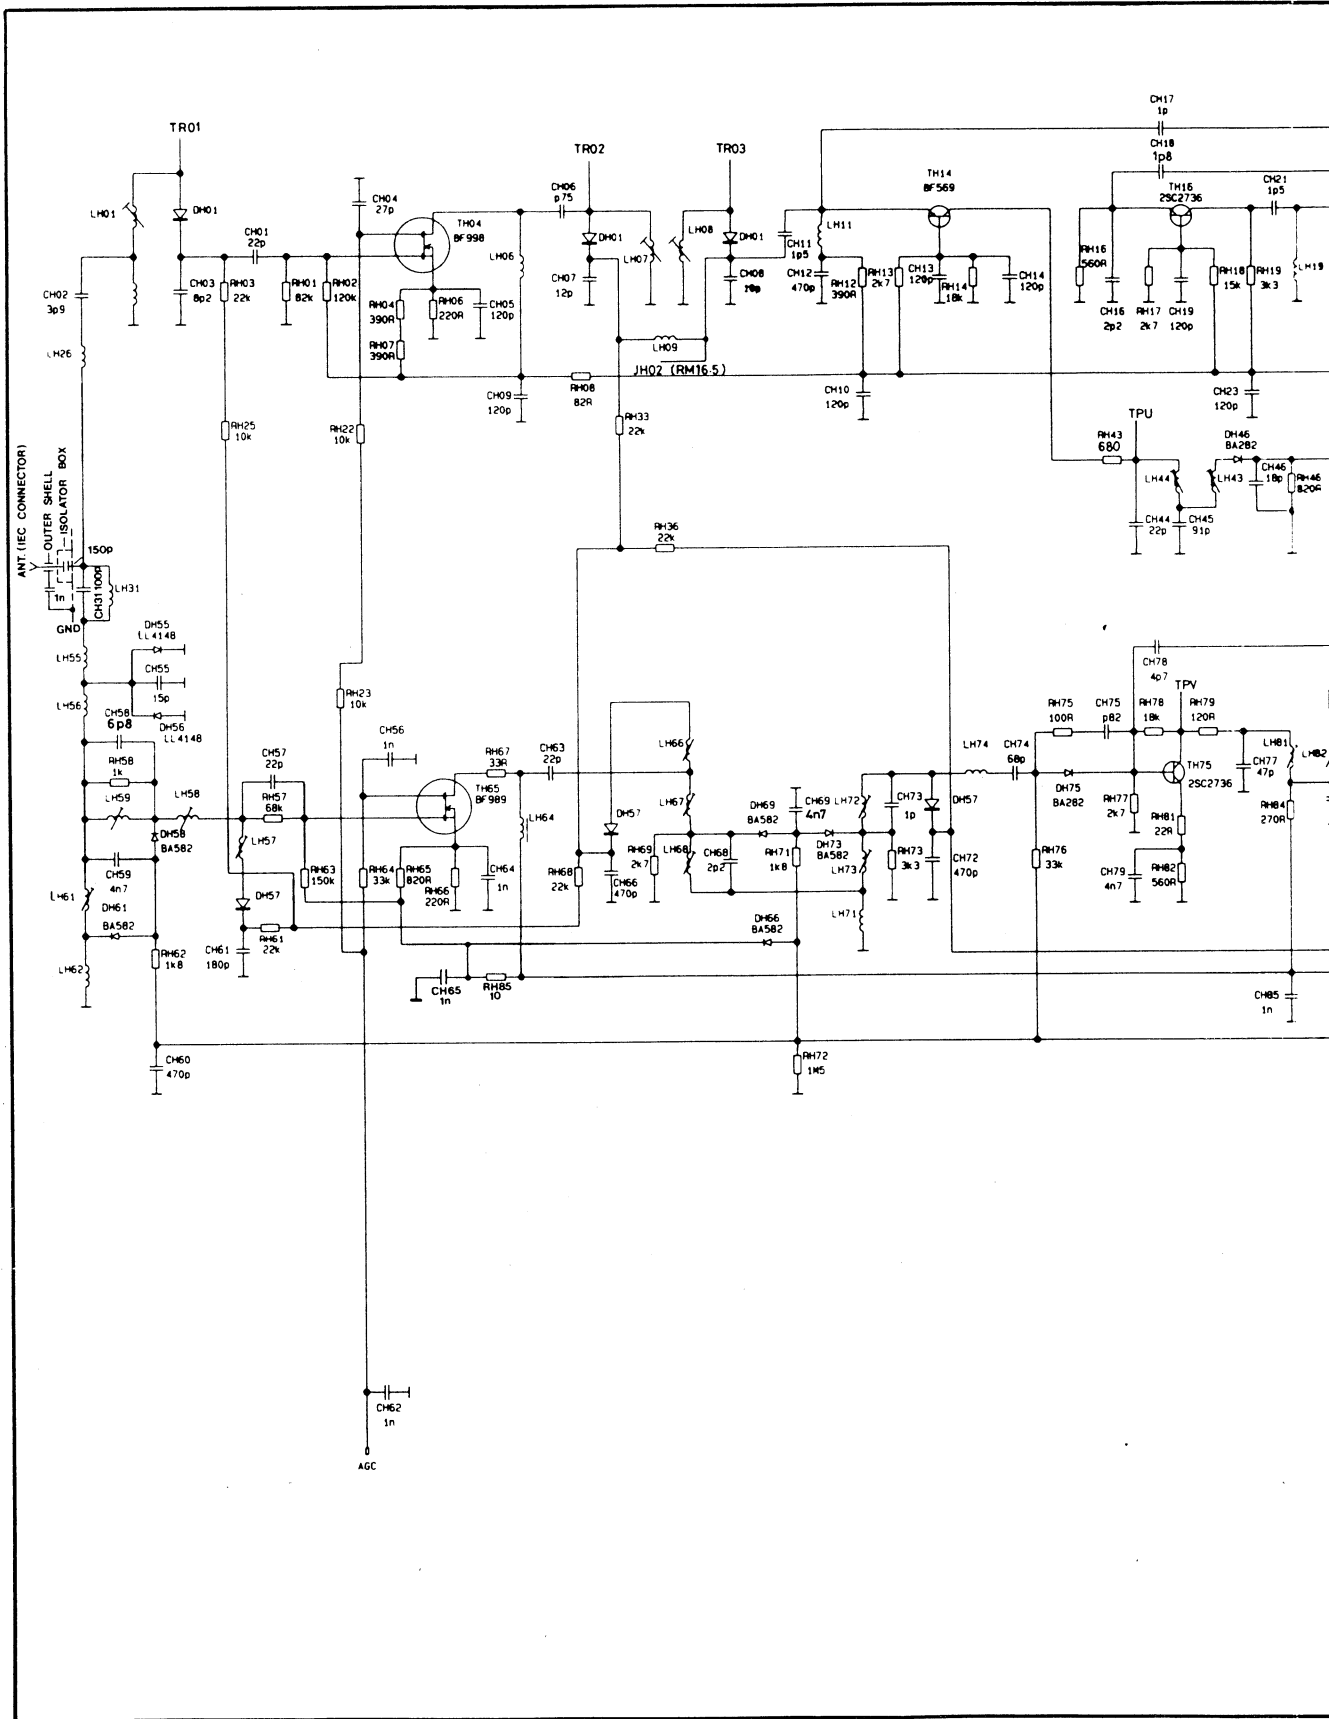 CH17
1p
CH18
1p8
TR01
TR02
TR03
CH06
p75
CH04
27p
TH14
BF569
TH16
2SC2736
CH21
1p5
LH01
DH01
CH01
22p
TH04
BF998
LH06
DH01
LH07
LH08
DH01
CH11
1p5
LH11
RH16
560R
LH19
CH02
3p9
CH03
8p2
RH03
22k
RH01
82k
RH02
120k
RH04
390R
RH06
220R
CH05
120p
CH07
12p
CH08
CH12
470p
RH12
390R
RH13
2k7
CH13
120p
RH14
18k
CH14
120p
CH16
2p2
RH17
2k7
CH19
120p
RH18
15k
RH19
3k3
LH26
RH07
390R
LH09
JH02 (RM16.5)
CH09
120p
RH08
82R
CH10
120p
CH23
120p
RH25
10k
RH22
10k
RH33
22k
TPU
RH43
680
DH46
BA282
LH44
LH43
CH46
18p
RH46
820R
CH44
22p
CH45
91p
ANT. (IEC CONNECTOR)
OUTER SHELL
ISOLATOR BOX
150p
1n
CH31 100p
LH31
GND
RH36
22k
DH55
LL4148
LH55
CH55
15p
LH56
DH56
LL4148
CH58
6p8
RH23
10k
CH78
4p7
TPV
RH75
100R
CH75
p82
RH78
18k
RH79
120R
RH58
1k
CH57
22p
CH56
1n
RH67
33R
CH63
22p
LH66
LH74
CH74
68p
LH81
LH82
LH59
LH58
RH57
68k
TH65
BF989
LH64
DH57
LH67
DH69
BA582
CH69
4n7
LH72
CH73
1p
DH57
DH75
BA282
TH75
2SC2736
CH77
47p
DH58
BA582
LH57
RH77
2k7
RH81
22R
RH84
270R
CH59
4n7
RH63
150k
RH64
33k
RH65
820R
RH66
220R
CH64
1n
RH68
22k
CH66
470p
RH69
2k7
LH68
CH68
2p2
RH71
1k8
DH73
BA582
LH73
RH73
3k3
CH72
470p
RH76
33k
CH79
4n7
RH82
560R
LH61
DH61
BA582
DH57
LH71
DH66
BA582
LH62
RH62
1k8
CH61
180p
RH61
22k
CH65
1n
RH85
10
CH85
1n
CH60
470p
RH72
1M5
CH62
1n
AGC